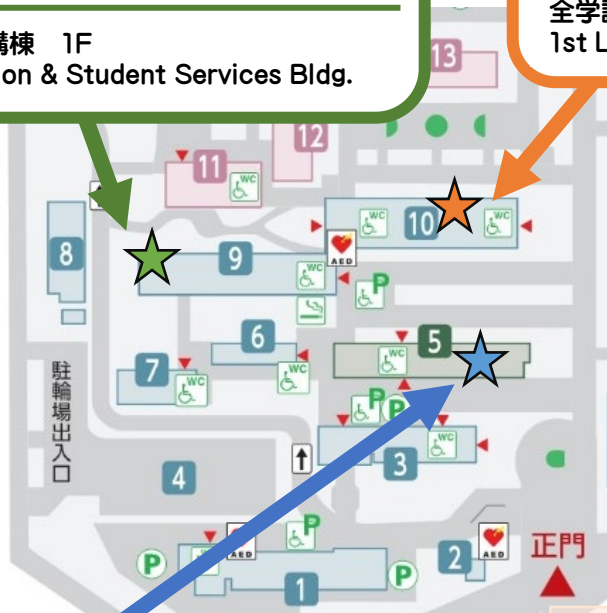 棟 1F
on & Student Services Bldg.
全学
1st L
13
12
11
WC
8
10
WC
WC
AED
9
WC
P
6
5
WC
7
WC
WC
駐輪場出入口
P
P
3
WC
4
P
AED
WC
P
1
P
2
AED
正門